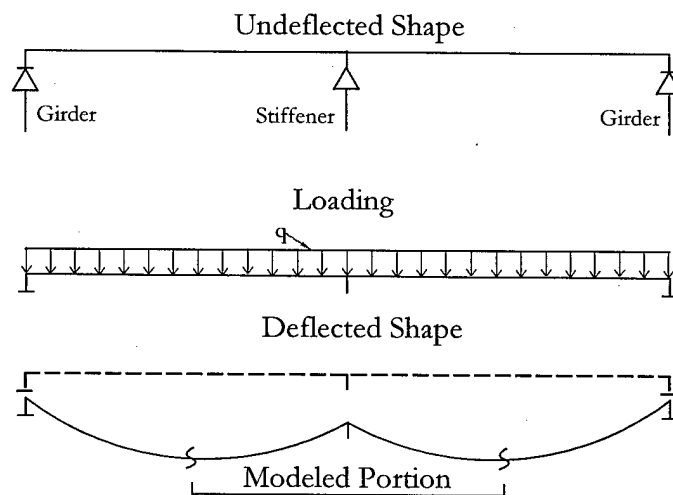 Undeflected Shape
Girder
Stiffener
Girder
Loading
q
Deflected Shape
Modeled Portion